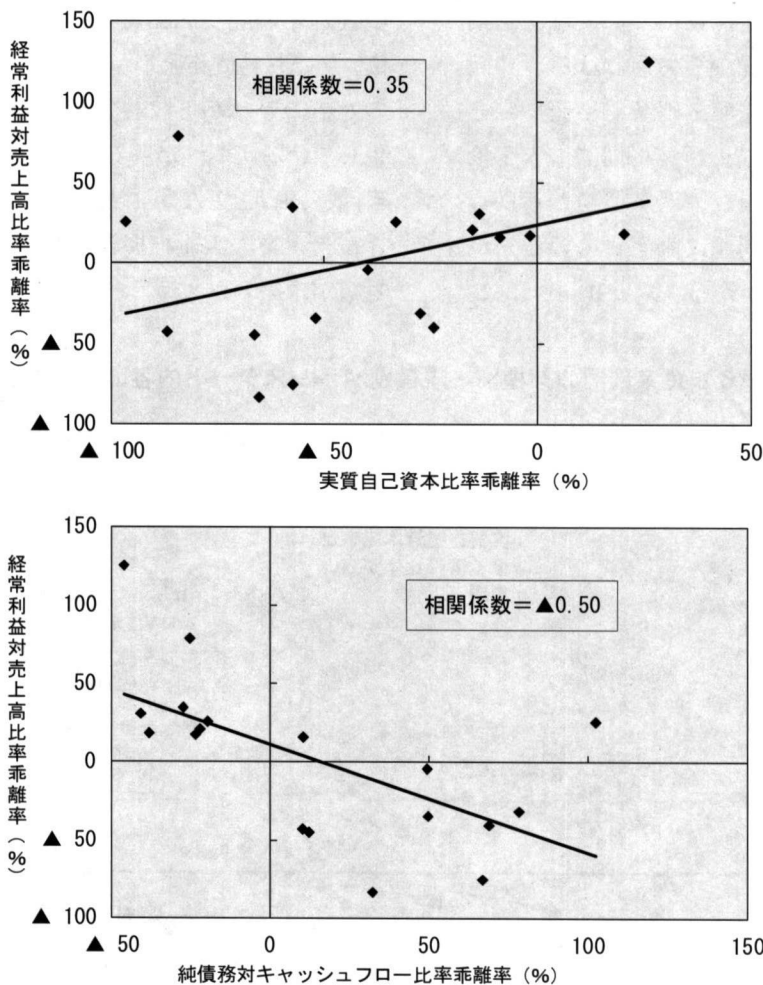 経常利益対売上高比率乖離率（%）
150
100
50
0
▲ 50
▲ 100
相関係数＝0.35
▲ 100 ▲ 50 0 50
実質自己資本比率乖離率（%）
経常利益対売上高比率乖離率（%）
150
100
50
0
▲ 50
▲ 100
相関係数＝▲0.50
▲ 50 0 50 100 150
純債務対キャッシュフロー比率乖離率（%）